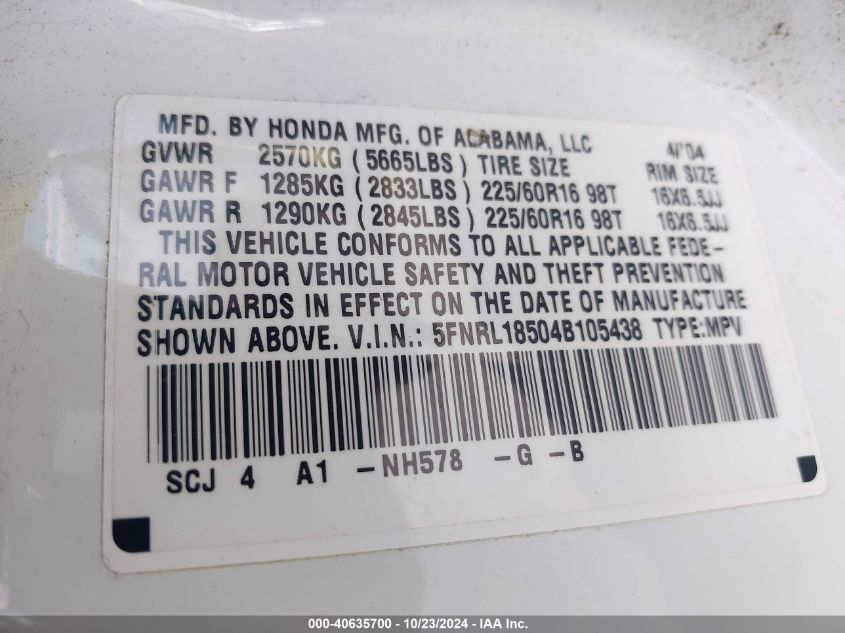 MFD. BY HONDA MFG. OF ALABAMA, LLC 4/'04
GVWR 2570KG (5665LBS) TIRE SIZE RIM SIZE
GAWR F 1285KG (2833LBS) 225/60R16 98T 16X6.5JJ
GAWR R 1290KG (2845LBS) 225/60R16 98T 16X6.5JJ
THIS VEHICLE CONFORMS TO ALL APPLICABLE FEDE-
RAL MOTOR VEHICLE SAFETY AND THEFT PREVENTION
STANDARDS IN EFFECT ON THE DATE OF MANUFACTURE
SHOWN ABOVE. V.I.N.: 5FNRL18504B105438 TYPE:MPV
SCJ 4 A1 -NH578 -G -B
000-40635700 - 10/23/2024 - IAA Inc.